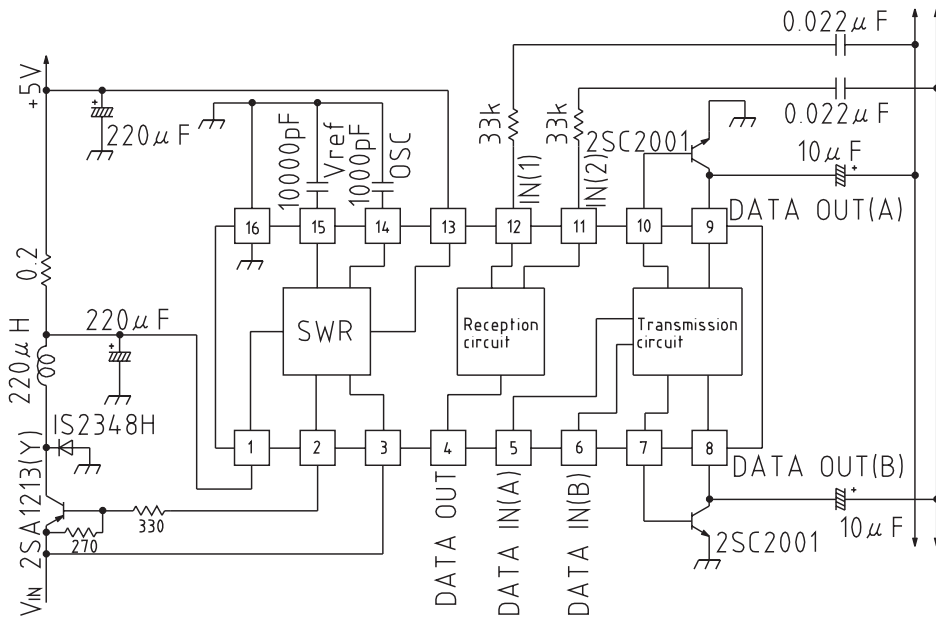 0.022μF
0.022μF
+5V
220μF
10000pF
Vref
1000pF
OSC
33k
33k
IN(1)
IN(2)
2SC2001
10μF
DATA OUT(A)
16
15
14
13
12
11
10
9
0.2
220μF
220μH
SWR
Reception
circuit
Transmission
circuit
IS2348H
1
2
3
4
5
6
7
8
2SA1213(Y)
330
270
VIN
DATA OUT
DATA IN(A)
DATA IN(B)
DATA OUT(B)
10μF
2SC2001